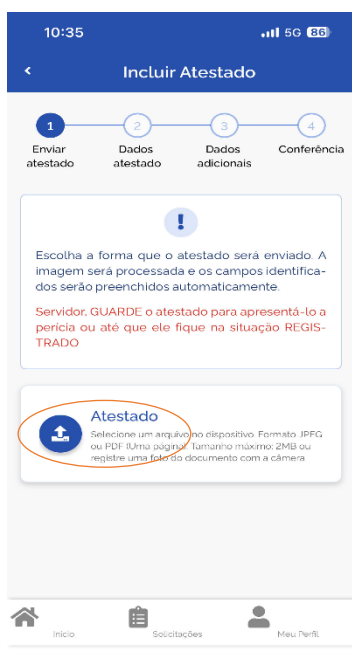 10:35
5G 86
Incluir Atestado
1
2
3
4
Enviar atestado
Dados atestado
Dados adicionais
Conferência
!
Escolha a forma que o atestado será enviado. A
imagem será processada e os campos identifica-
dos serão preenchidos automaticamente.
Servidor, GUARDE o atestado para apresentá-lo a
perícia ou até que ele fique na situação REGIS-
TRADO
Atestado
Selecione um arquivo no dispositivo. Formato JPEG
ou PDF (Uma página). Tamanho máximo: 2MB ou
registre uma foto do documento com a câmera
Início
Solicitações
Meu Perfil